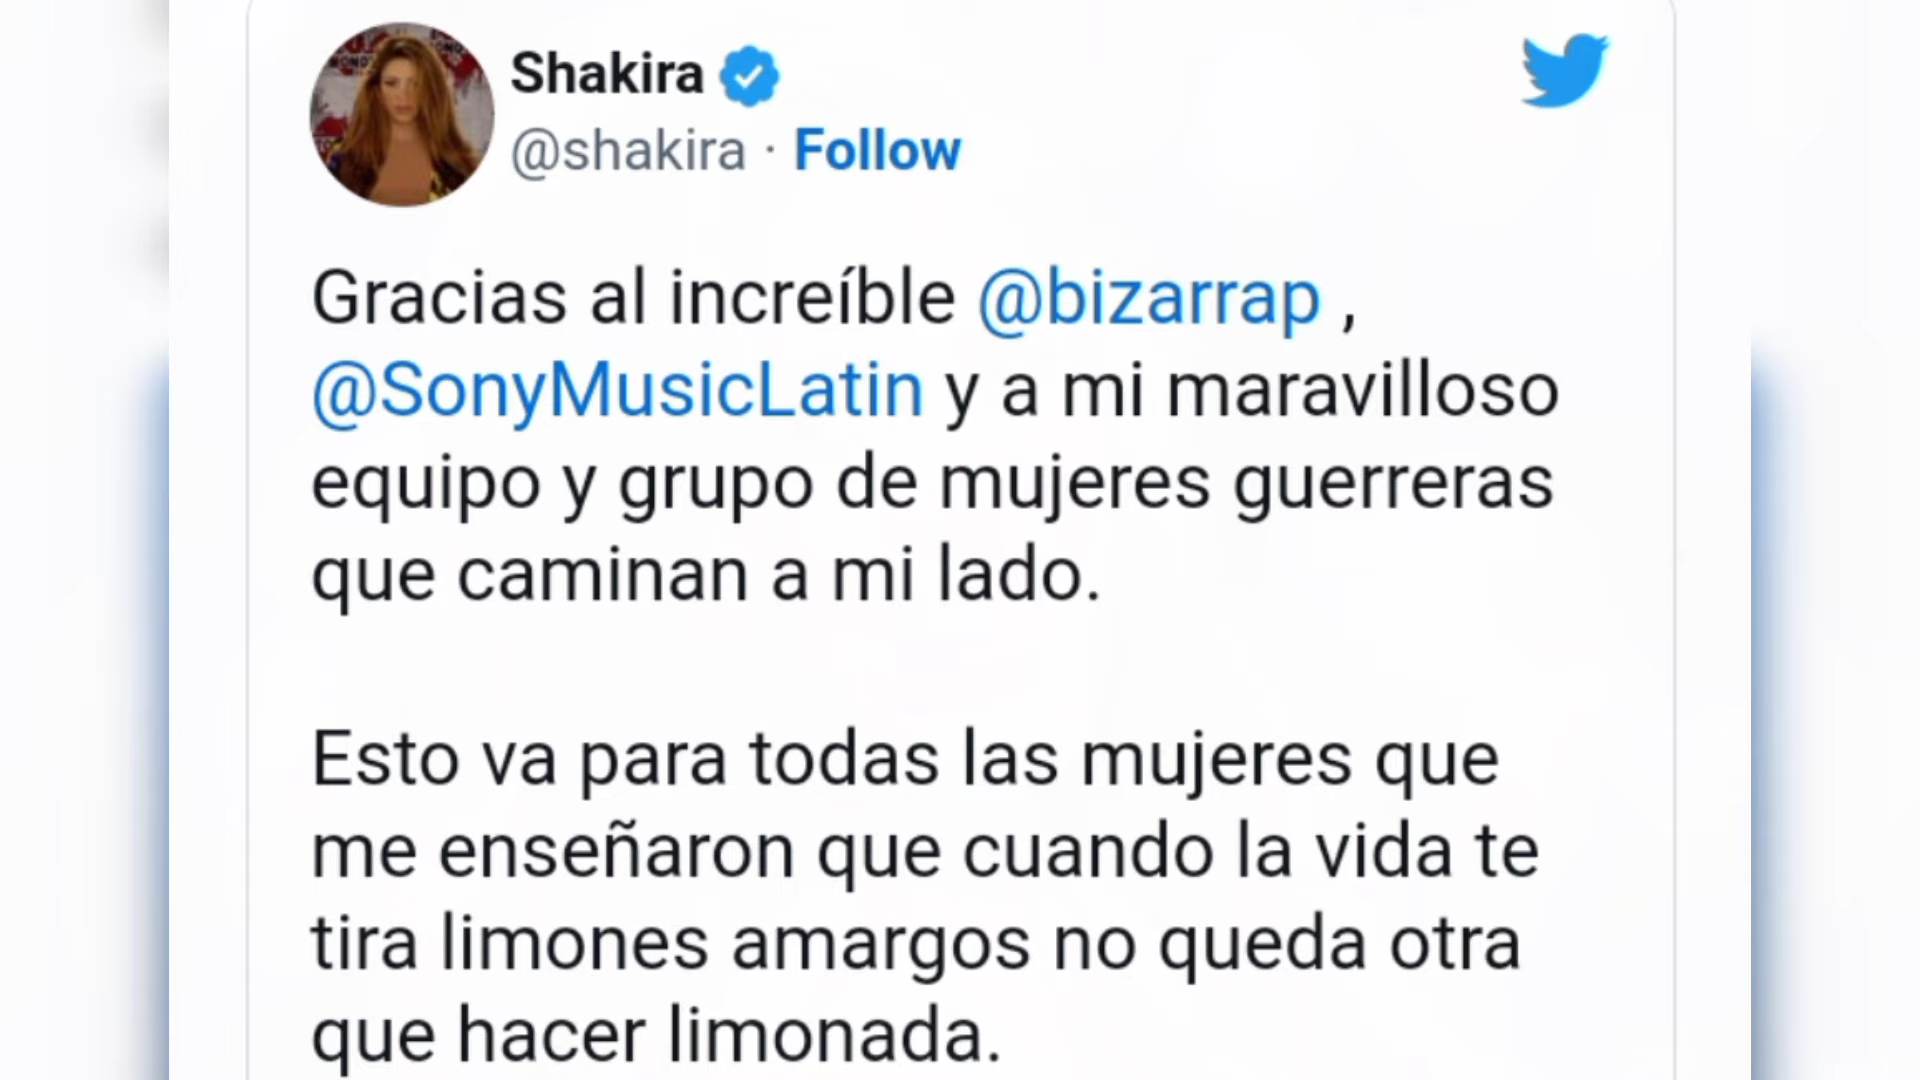 Shakira
@shakira · Follow
Gracias al increíble @bizarrap ,
@SonyMusicLatin y a mi maravilloso
equipo y grupo de mujeres guerreras
que caminan a mi lado.
Esto va para todas las mujeres que
me enseñaron que cuando la vida te
tira limones amargos no queda otra
que hacer limonada.